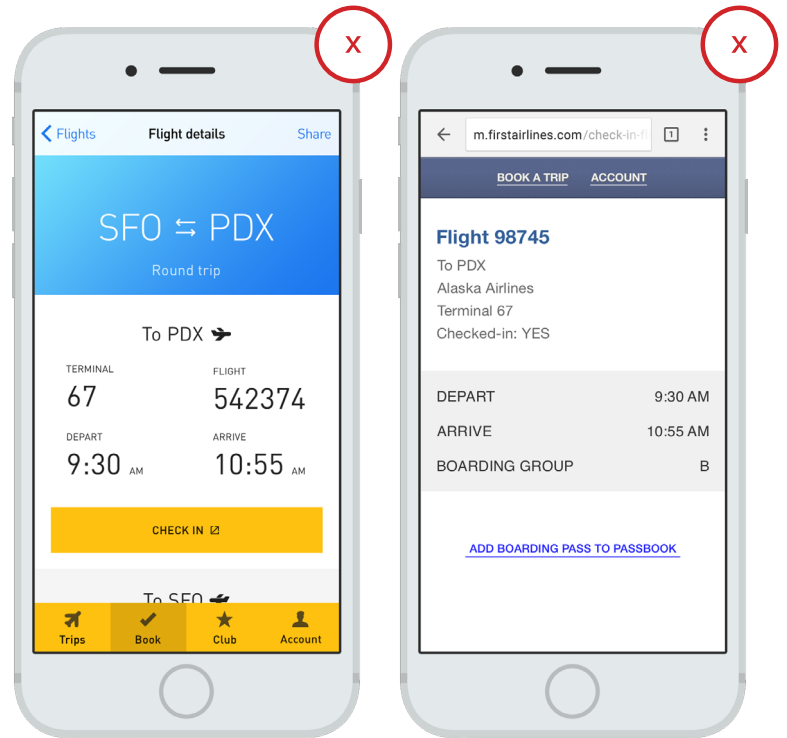 X
Flights Flight details Share
SFO ⇆ PDX
Round trip
To PDX
TERMINAL FLIGHT
67 542374
DEPART ARRIVE
9:30 AM 10:55 AM
CHECK IN
To SFO
Trips Book Club Account
X
m.firstairlines.com/check-in-fl 1
BOOK A TRIP ACCOUNT
Flight 98745
To PDX
Alaska Airlines
Terminal 67
Checked-in: YES
DEPART 9:30 AM
ARRIVE 10:55 AM
BOARDING GROUP B
ADD BOARDING PASS TO PASSBOOK